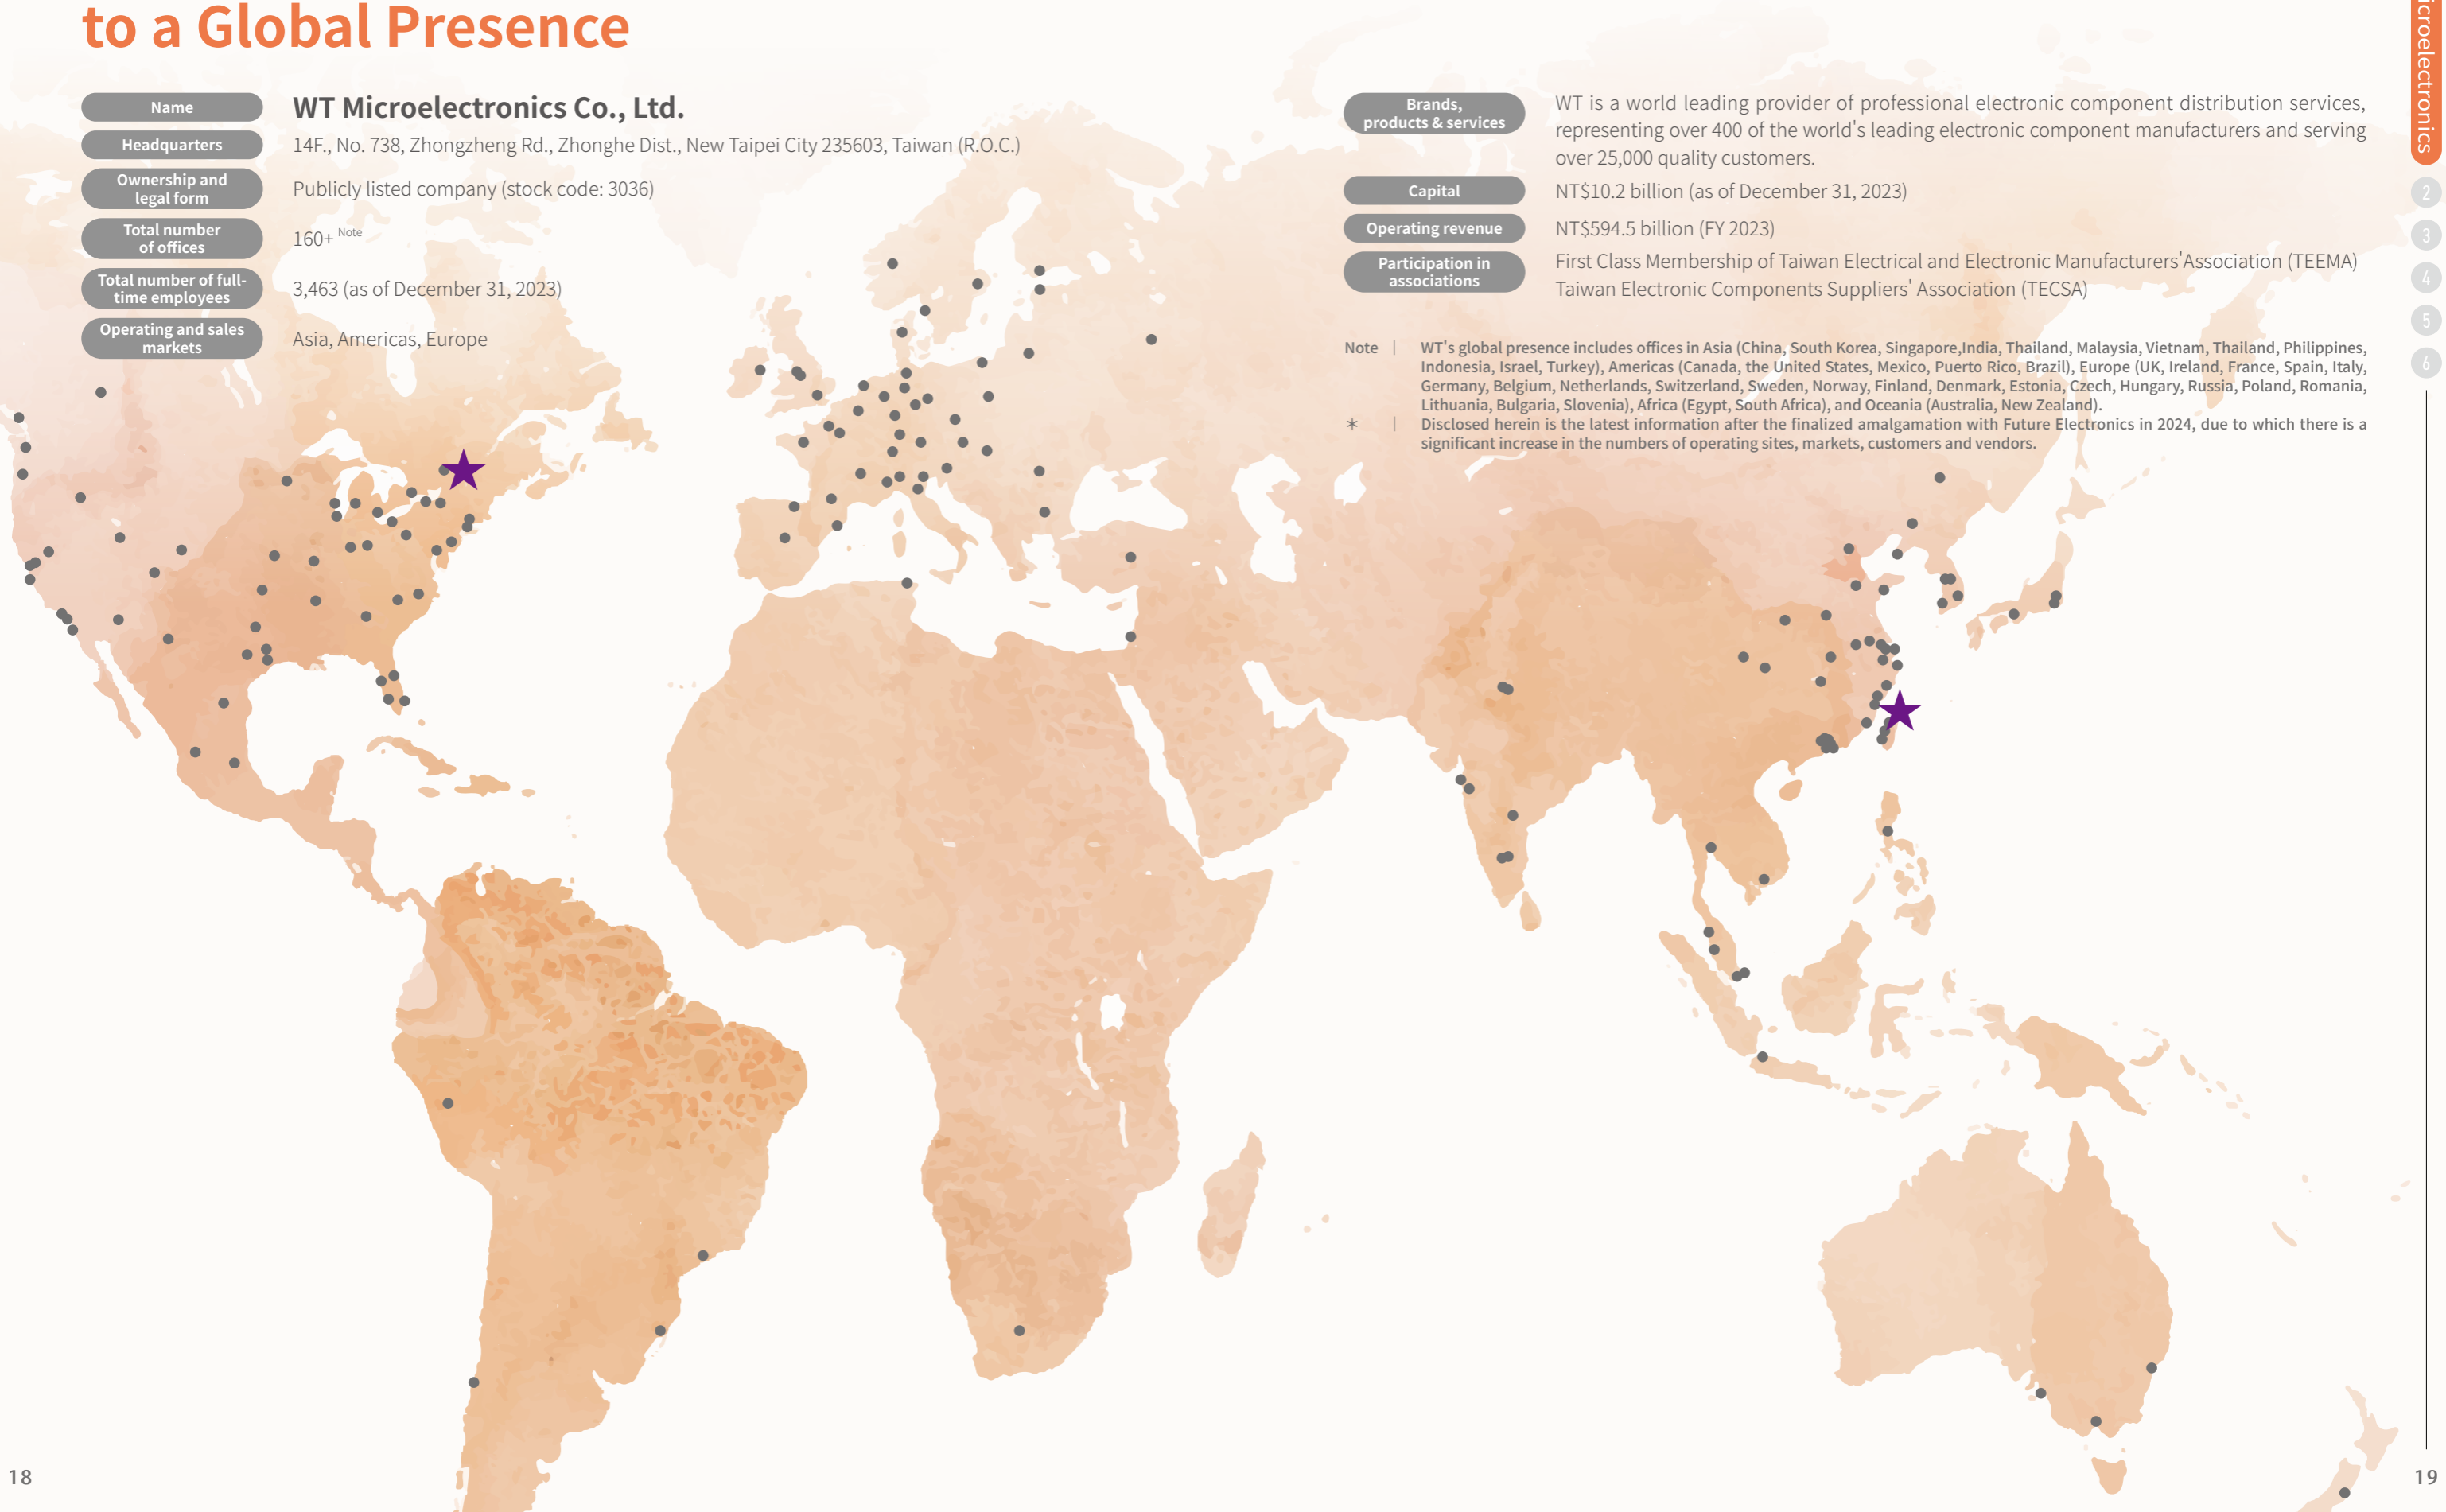 to a Global Presence
Name
WT Microelectronics Co., Ltd.
Headquarters
14F., No. 738, Zhongzheng Rd., Zhonghe Dist., New Taipei City 235603, Taiwan (R.O.C.)
Ownership and
legal form
Publicly listed company (stock code: 3036)
Total number
of offices
160+ Note
Total number of full-
time employees
3,463 (as of December 31, 2023)
Operating and sales
markets
Asia, Americas, Europe
Brands,
products & services
WT is a world leading provider of professional electronic component distribution services,
representing over 400 of the world's leading electronic component manufacturers and serving
over 25,000 quality customers.
Capital
NT$10.2 billion (as of December 31, 2023)
Operating revenue
NT$594.5 billion (FY 2023)
Participation in
associations
First Class Membership of Taiwan Electrical and Electronic Manufacturers'Association (TEEMA)
Taiwan Electronic Components Suppliers' Association (TECSA)
Note | WT's global presence includes offices in Asia (China, South Korea, Singapore,India, Thailand, Malaysia, Vietnam, Thailand, Philippines,
Indonesia, Israel, Turkey), Americas (Canada, the United States, Mexico, Puerto Rico, Brazil), Europe (UK, Ireland, France, Spain, Italy,
Germany, Belgium, Netherlands, Switzerland, Sweden, Norway, Finland, Denmark, Estonia, Czech, Hungary, Russia, Poland, Romania,
Lithuania, Bulgaria, Slovenia), Africa (Egypt, South Africa), and Oceania (Australia, New Zealand).
* | Disclosed herein is the latest information after the finalized amalgamation with Future Electronics in 2024, due to which there is a
significant increase in the numbers of operating sites, markets, customers and vendors.
icroelectronics
2
3
4
5
6
18
19